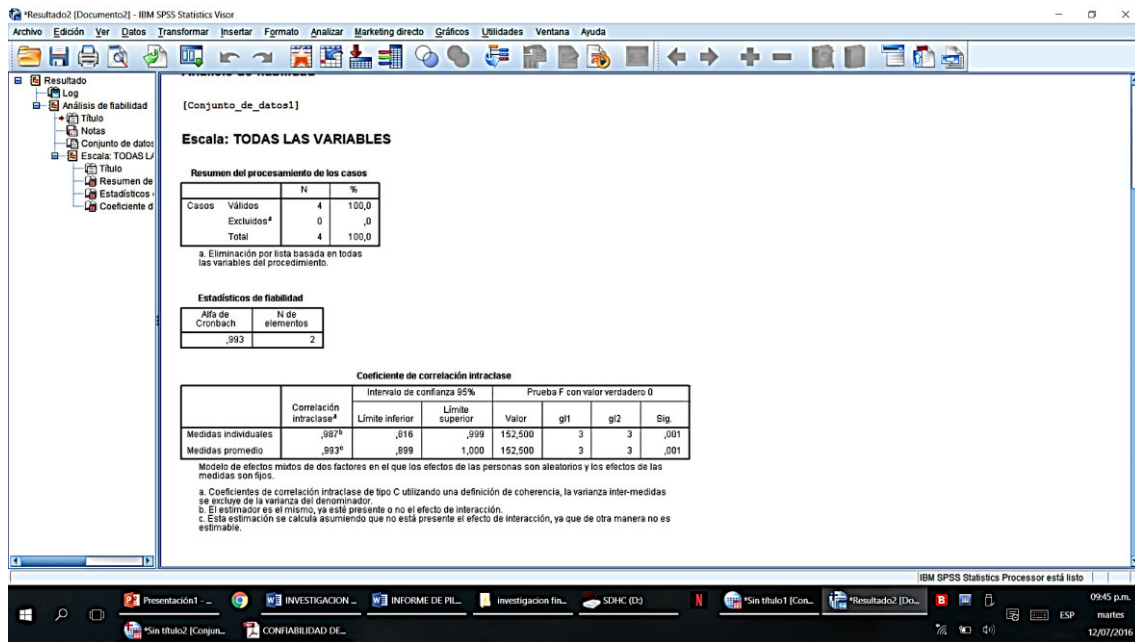 *Resultado2 [Documento2] - IBM SPSS Statistics Visor
Archivo Edición Ver Datos Transformar Insertar Formato Analizar Marketing directo Gráficos Utilidades Ventana Ayuda
Resultado
Log
Análisis de fiabilidad
Título
Notas
Conjunto de datos
Escala: TODAS LA
Título
Resumen de
Estadísticos
Coeficiente d
[Conjunto_de_datos1]
Escala: TODAS LAS VARIABLES
Resumen del procesamiento de los casos
N %
Casos Válidos 4 100,0
Excluidosª 0 ,0
Total 4 100,0
a. Eliminación por lista basada en todas
las variables del procedimiento.
Estadísticos de fiabilidad
Alfa de Cronbach N de elementos
,993 2
Coeficiente de correlación intraclase
Intervalo de confianza 95% Prueba F con valor verdadero 0
Correlación intraclaseª Límite inferior Límite superior Valor gl1 gl2 Sig.
Medidas individuales ,987ᵇ ,816 ,999 152,500 3 3 ,001
Medidas promedio ,993ᶜ ,899 1,000 152,500 3 3 ,001
Modelo de efectos mixtos de dos factores en el que los efectos de las personas son aleatorios y los efectos de las
medidas son fijos.
a. Coeficientes de correlación intraclase de tipo C utilizando una definición de coherencia, la varianza inter-medidas
se excluye de la varianza del denominador.
b. El estimador es el mismo, ya esté presente o no el efecto de interacción.
c. Esta estimación se calcula asumiendo que no está presente el efecto de interacción, ya que de otra manera no es
estimable.
IBM SPSS Statistics Processor está listo
Presentación1 - ... INVESTIGACION ... INFORME DE PIL... investigacion fin... SDHC (D:) *Sin título1 [Con... *Resultado2 [Do...
09:45 p.m.
ESP martes
*Sin título2 [Conjun... CONFIABILIDAD DE...
12/07/2016